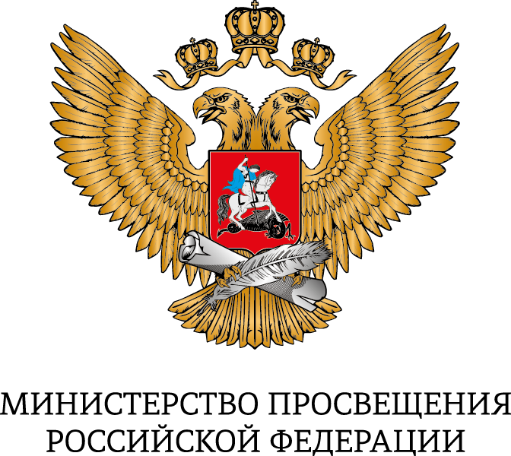 МИНИСТЕРСТВО ПРОСВЕЩЕНИЯ
РОССИЙСКОЙ ФЕДЕРАЦИИ